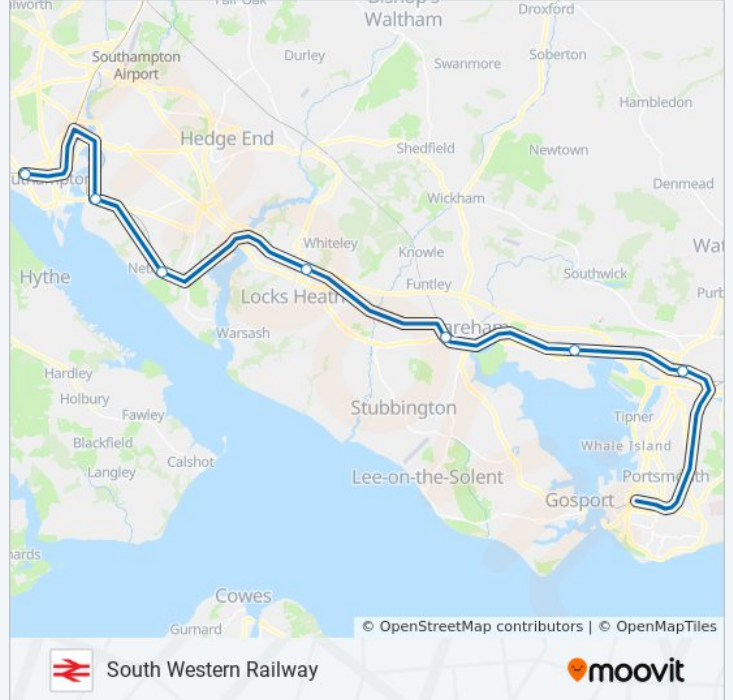 Bishop's
Waltham
Droxford
Fair Oak
Southampton
Airport
Durley
Swanmore
Soberton
Hambledon
Hedge End
Shedfield
Newtown
Denmead
Wickham
Whiteley
Knowle
Southwick
Hythe
Funtley
Locks Heath
Warsash
areham
Hardley
Holbury
Fawley
Stubbington
Tipner
Blackfield
Calshot
Whale Island
Langley
Lee-on-the-Solent
Portsmouth
Gosport
Cowes
Gurnard
© OpenStreetMap contributors | © OpenMapTiles
South Western Railway
moovit